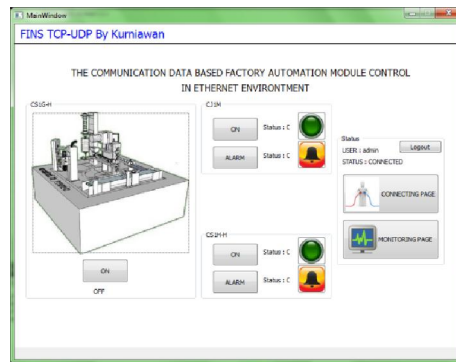 MainWindow
FINS TCP-UDP By Kurniawan
THE COMMUNICATION DATA BASED FACTORY AUTOMATION MODULE CONTROL
IN ETHERNET ENVIRONTMENT
CS1G-H
ON
OFF
CJ1M
ON
Status : C
ALARM
Status : C
CS1H-H
ON
Status : C
ALARM
Status : C
Status
USER : admin
Logout
STATUS : CONNECTED
CONNECTING PAGE
MONITORING PAGE